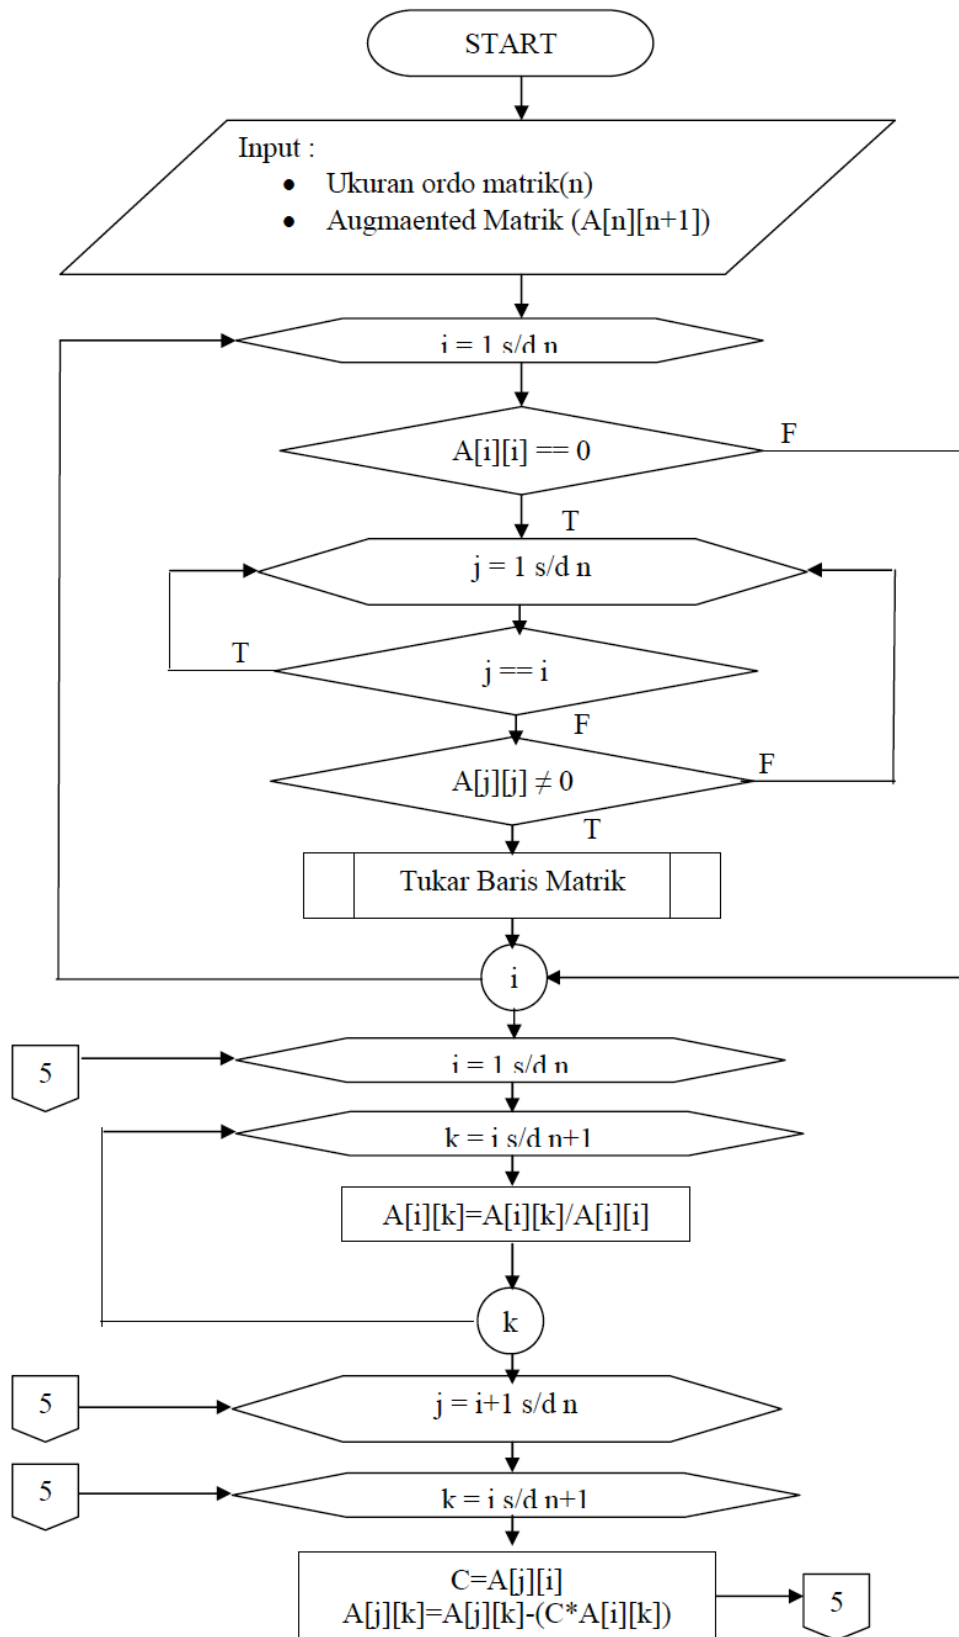 START
Input :
• Ukuran ordo matrik(n)
• Augmaented Matrik (A[n][n+1])
i = 1 s/d n
A[i][i] == 0
F
T
j = 1 s/d n
T
j == i
F
A[j][j] ≠ 0
F
T
Tukar Baris Matrik
i
5
i = 1 s/d n
k = i s/d n+1
A[i][k]=A[i][k]/A[i][i]
k
5
j = i+1 s/d n
5
k = i s/d n+1
C=A[j][i]
A[j][k]=A[j][k]-(C*A[i][k])
5